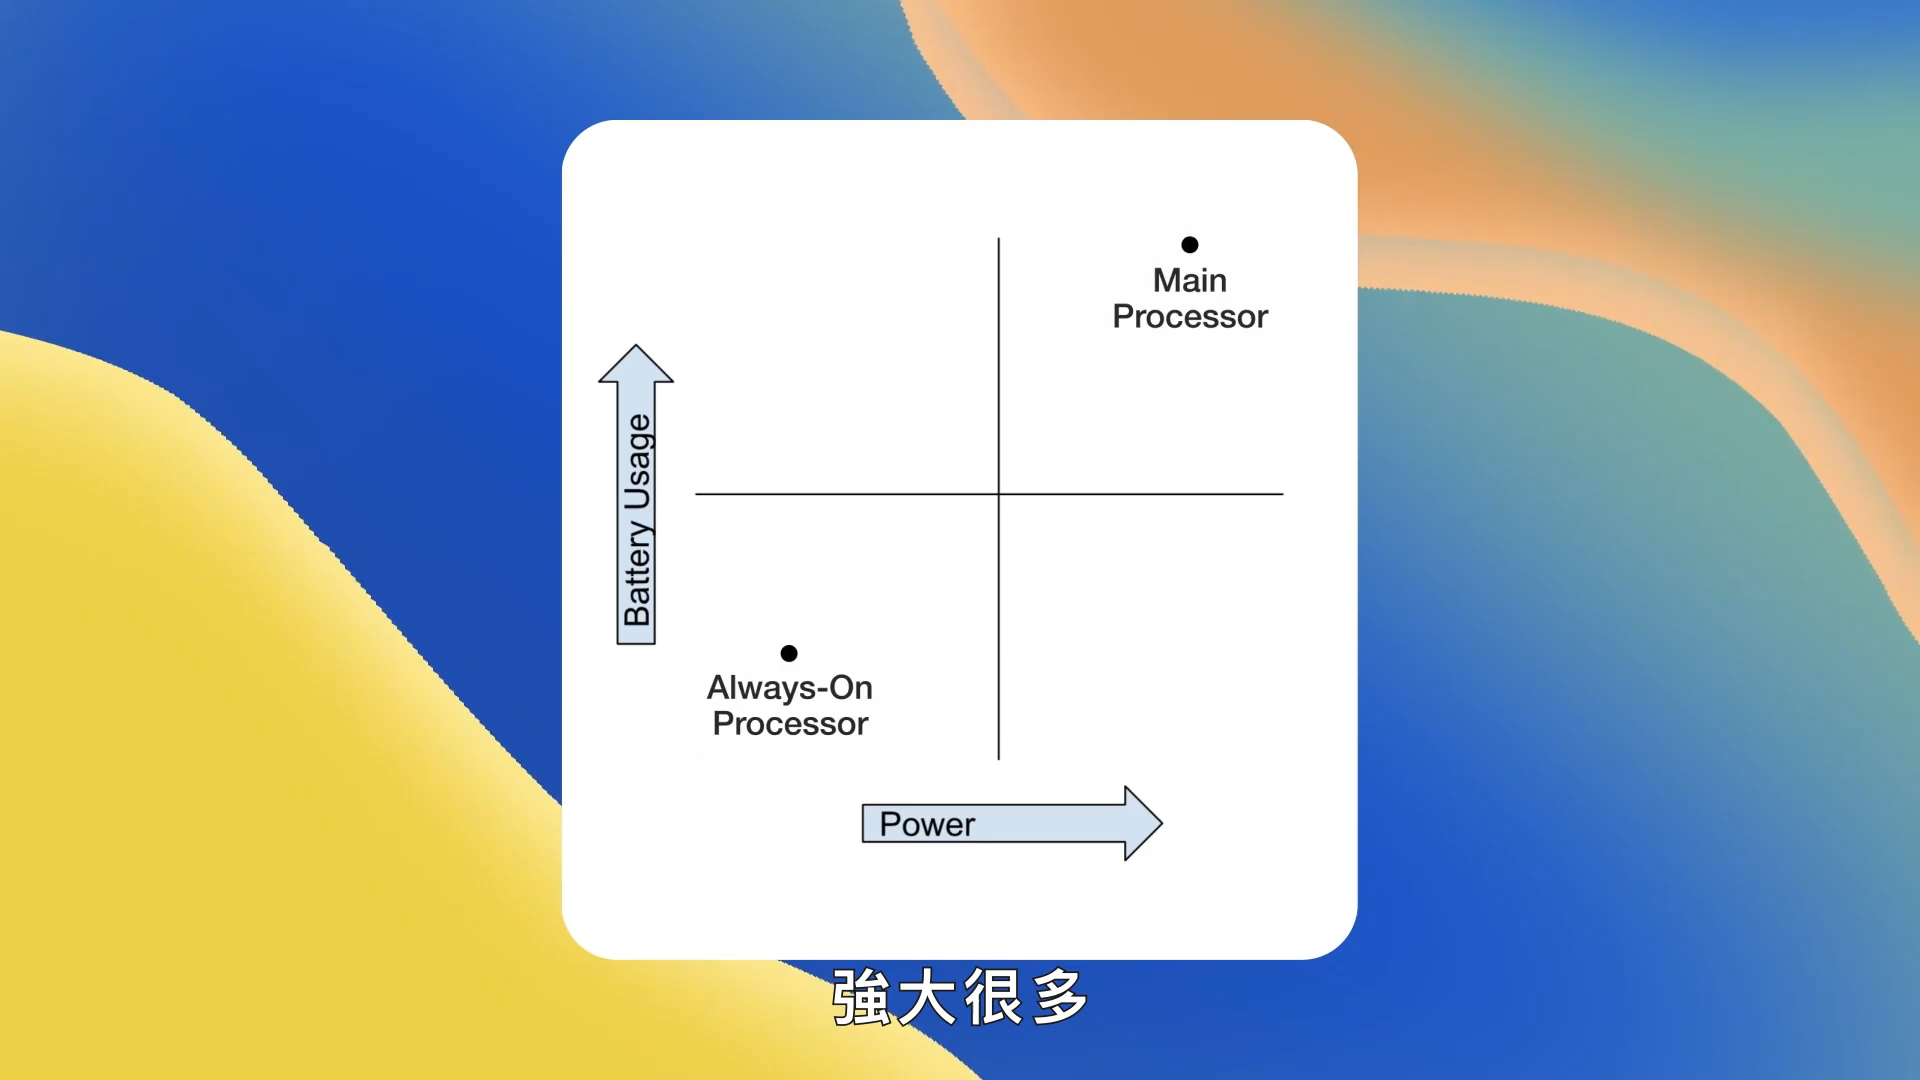 Main
Processor
Battery Usage
Always-On
Processor
Power
強大很多